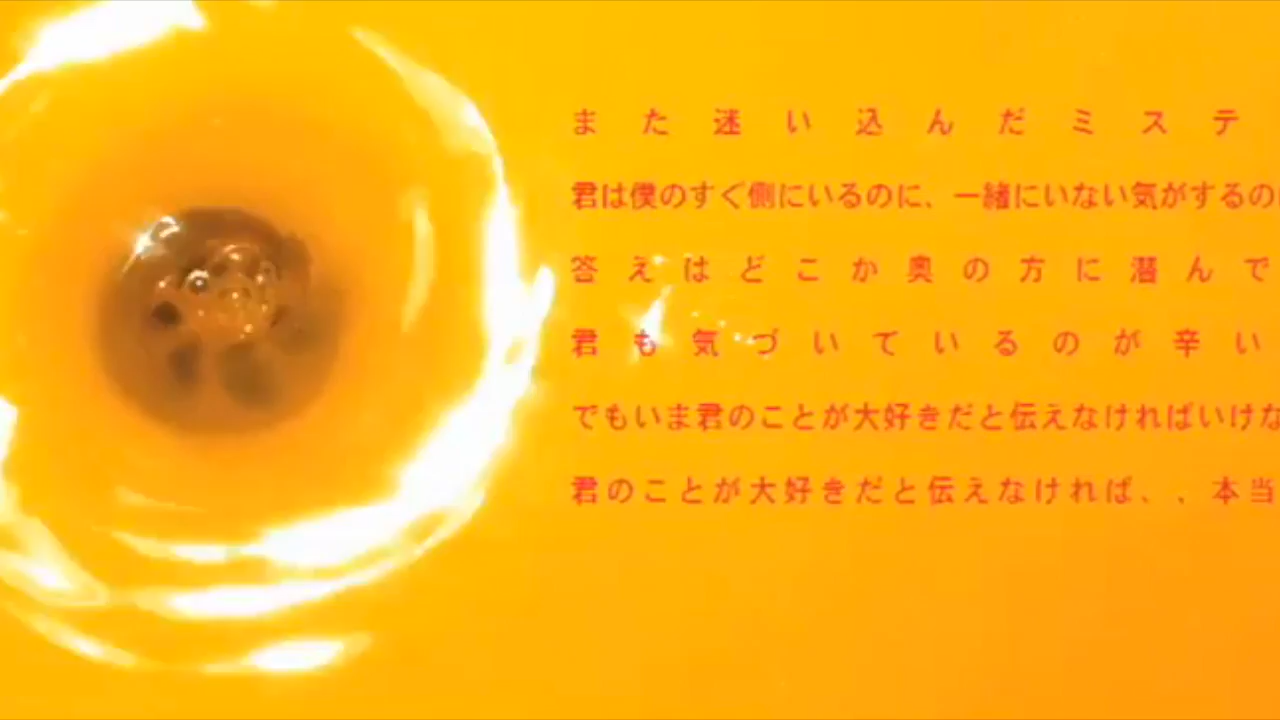 また迷い込んだミステ
君は僕のすぐ側にいるのに、一緒にいない気がするの
答えはどこか奥の方に潜んで
君も気づいているのが辛い
でもいま君のことが大好きだと伝えなければいけな
君のことが大好きだと伝えなければ、、本当